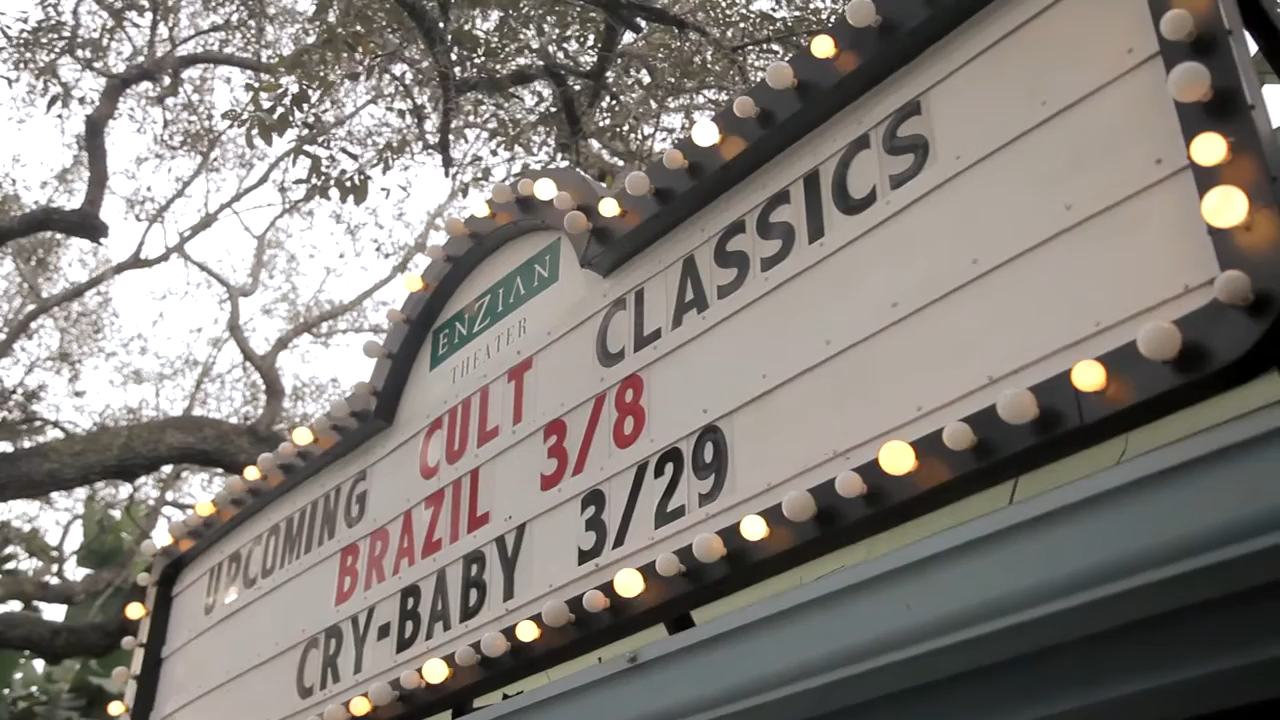 ENZIAN
THEATER
UPCOMING CULT CLASSICS
BRAZIL 3/8
CRY-BABY 3/29